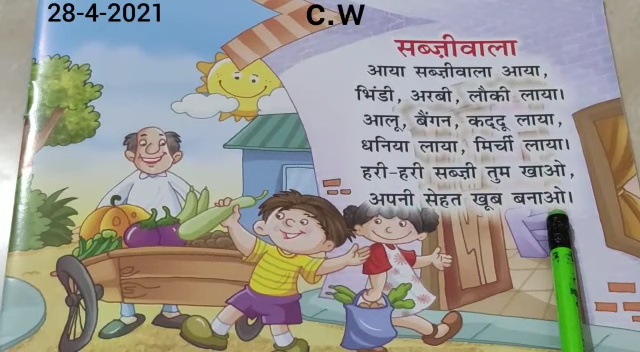 28-4-2021
C.W
सब्ज़ीवाला
आया सब्ज़ीवाला आया,
भिंडी, अरबी, लौकी लाया।
आलू, बैंगन, कद्दू लाया,
धनिया लाया, मिर्ची लाया।
हरी-हरी सब्ज़ी तुम खाओ,
अपनी सेहत खूब बनाओ।